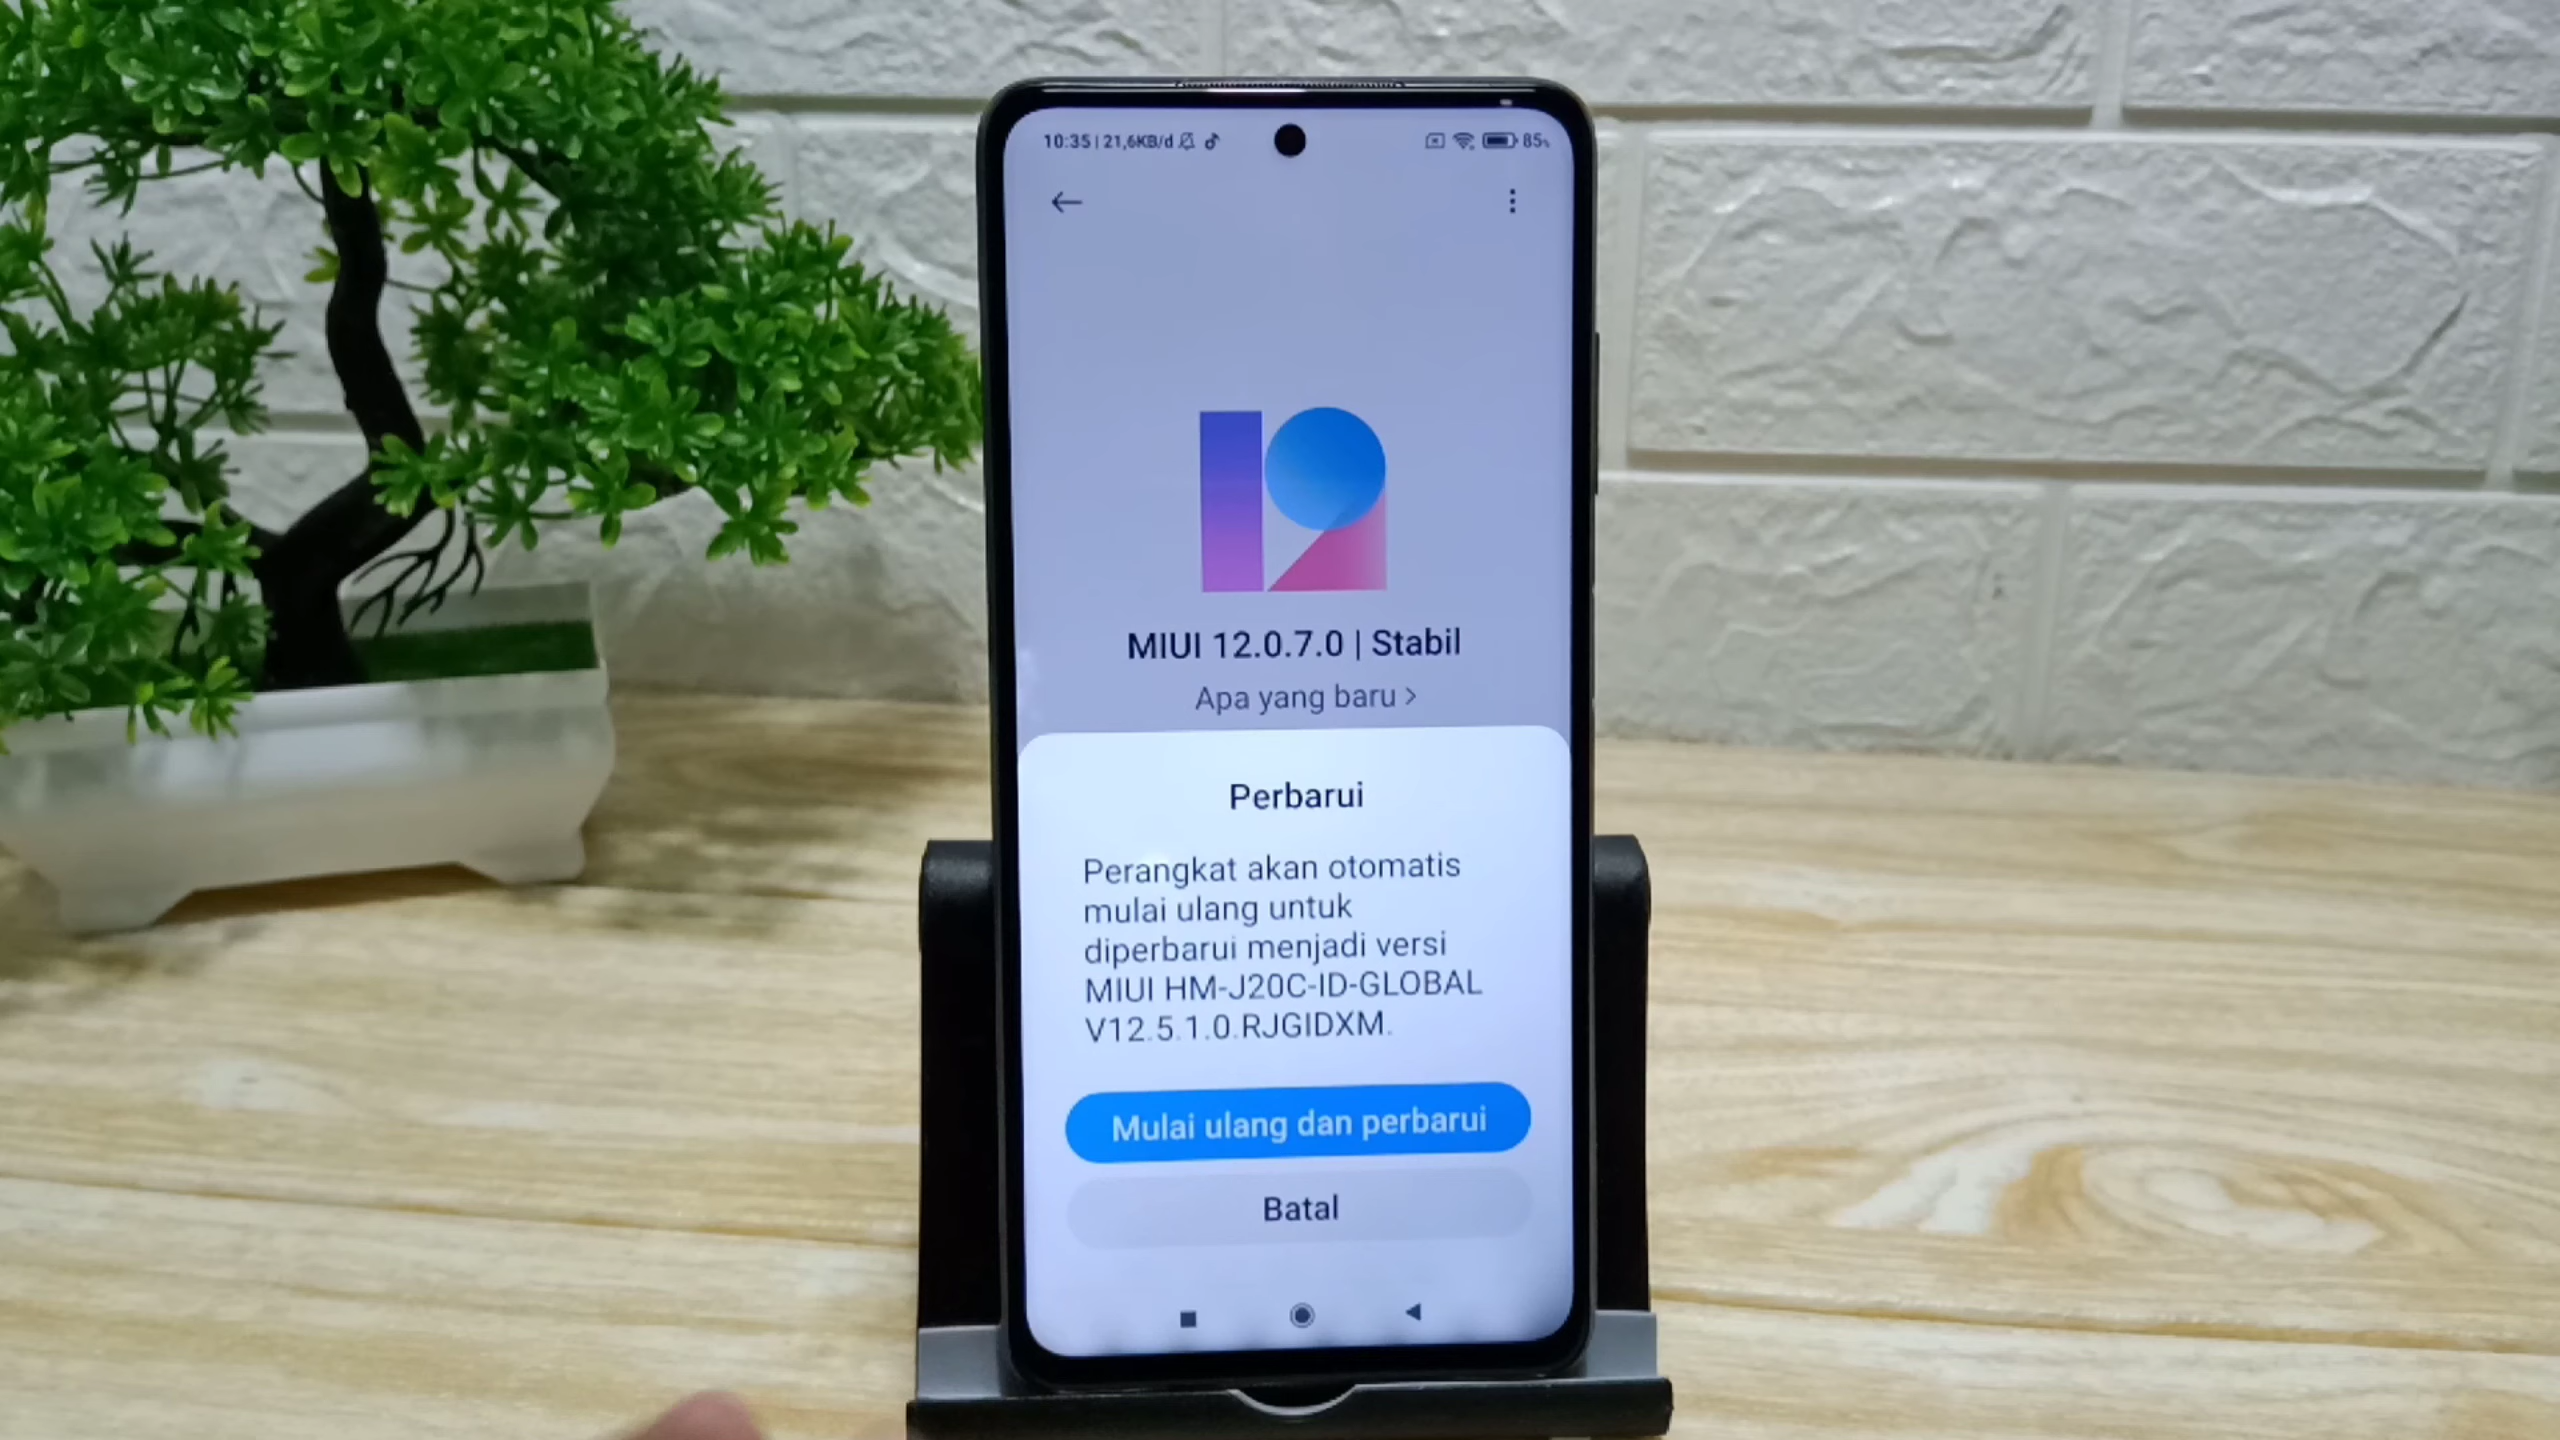 10:35 | 21,6KB/d
85%
MIUI 12.0.7.0 | Stabil
Apa yang baru >
Perbarui
Perangkat akan otomatis
mulai ulang untuk
diperbarui menjadi versi
MIUI HM-J20C-ID-GLOBAL
V12.5.1.0.RJGIDXM.
Mulai ulang dan perbarui
Batal